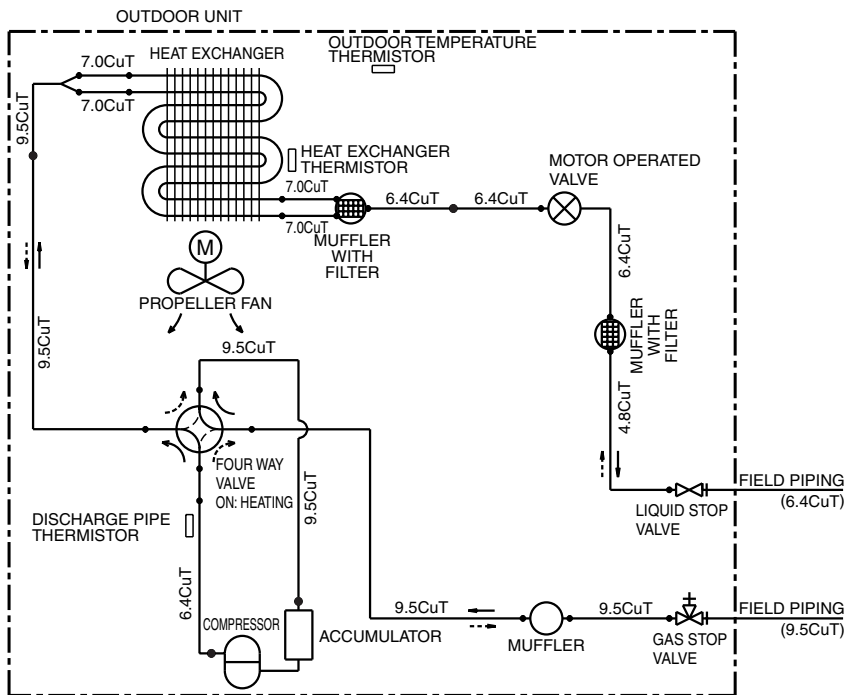 OUTDOOR UNIT
OUTDOOR TEMPERATURE
THERMISTOR
HEAT EXCHANGER
7.0CuT
7.0CuT
9.5CuT
HEAT EXCHANGER
THERMISTOR
MOTOR OPERATED
VALVE
7.0CuT
6.4CuT
6.4CuT
7.0CuT
MUFFLER
WITH
FILTER
6.4CuT
M
PROPELLER FAN
9.5CuT
MUFFLER
WITH
FILTER
9.5CuT
4.8CuT
FOUR WAY
VALVE
ON: HEATING
9.5CuT
FIELD PIPING
(6.4CuT)
LIQUID STOP
VALVE
DISCHARGE PIPE
THERMISTOR
6.4CuT
COMPRESSOR
ACCUMULATOR
9.5CuT
9.5CuT
MUFFLER
GAS STOP
VALVE
FIELD PIPING
(9.5CuT)